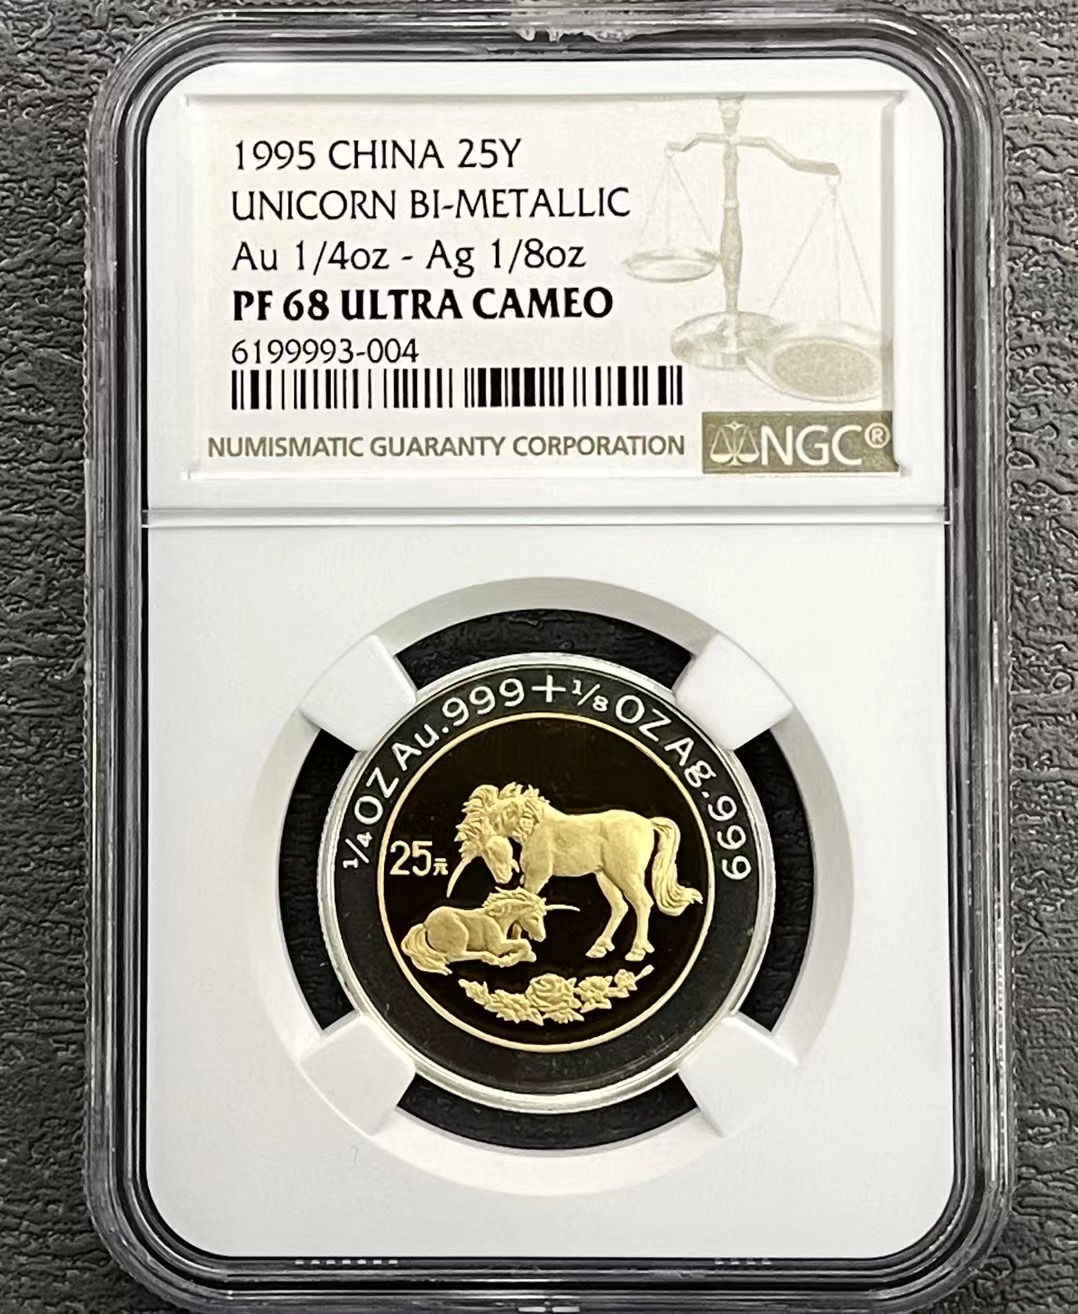 1995 CHINA 25Y
UNICORN BI-METALLIC
Au 1/4oz - Ag 1/8oz
PF 68 ULTRA CAMEO
6199993-004
NUMISMATIC GUARANTY CORPORATION
NGC®
1/4 OZ Au.999+1/8 OZ Ag.999
25元